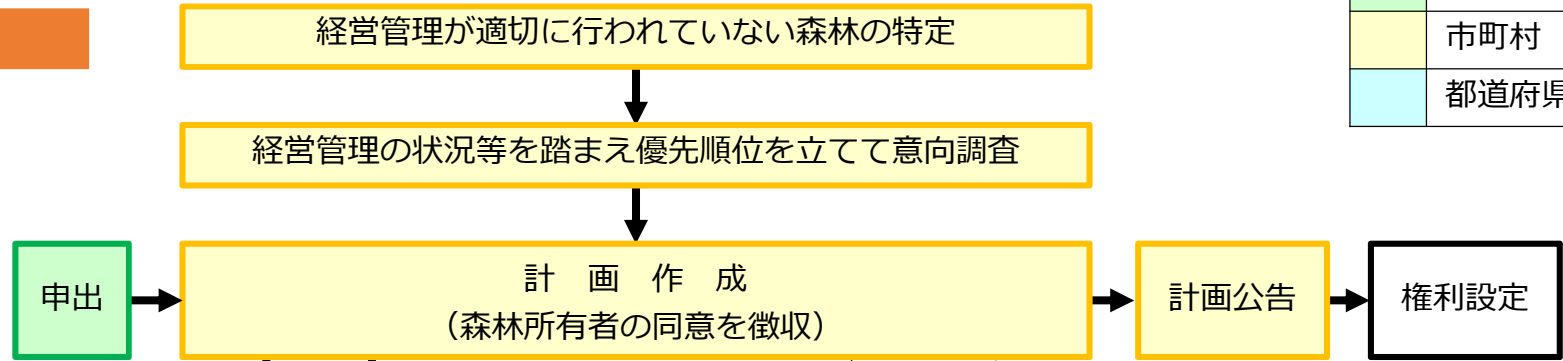 経営管理が適切に行われていない森林の特定
市町村
都道府県
経営管理の状況等を踏まえ優先順位を立てて意向調査
申出
計　画　作　成
（森林所有者の同意を徴収）
計画公告
権利設定